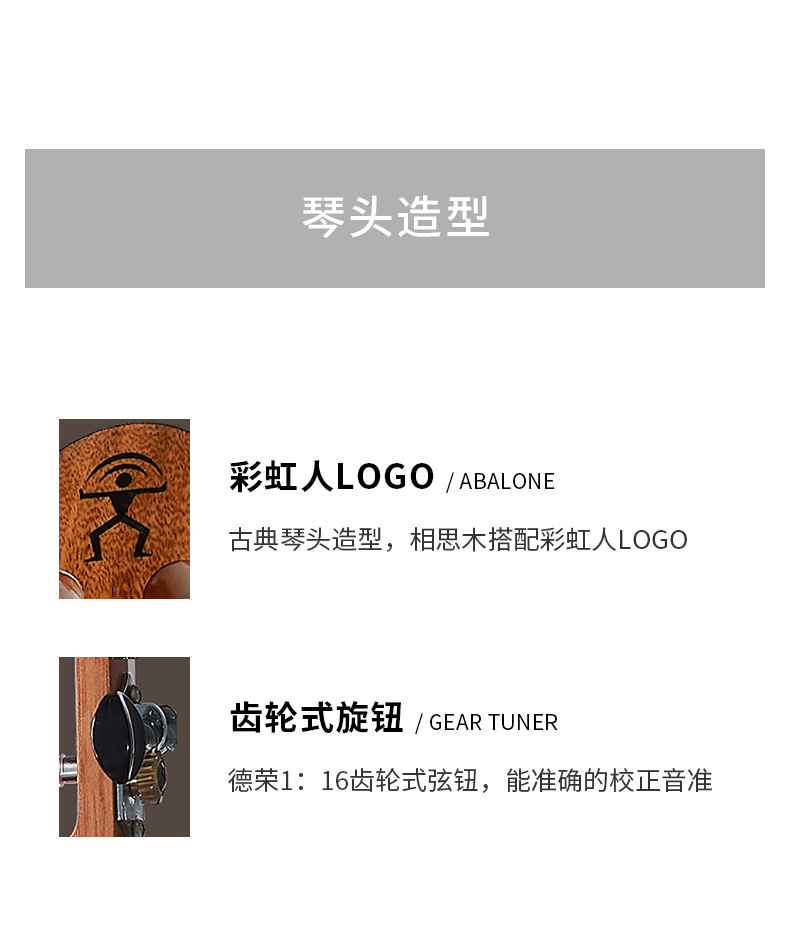 琴头造型
彩虹人LOGO / ABALONE
古典琴头造型，相思木搭配彩虹人LOGO
齿轮式旋钮 / GEAR TUNER
德荣1：16齿轮式弦钮，能准确的校正音准